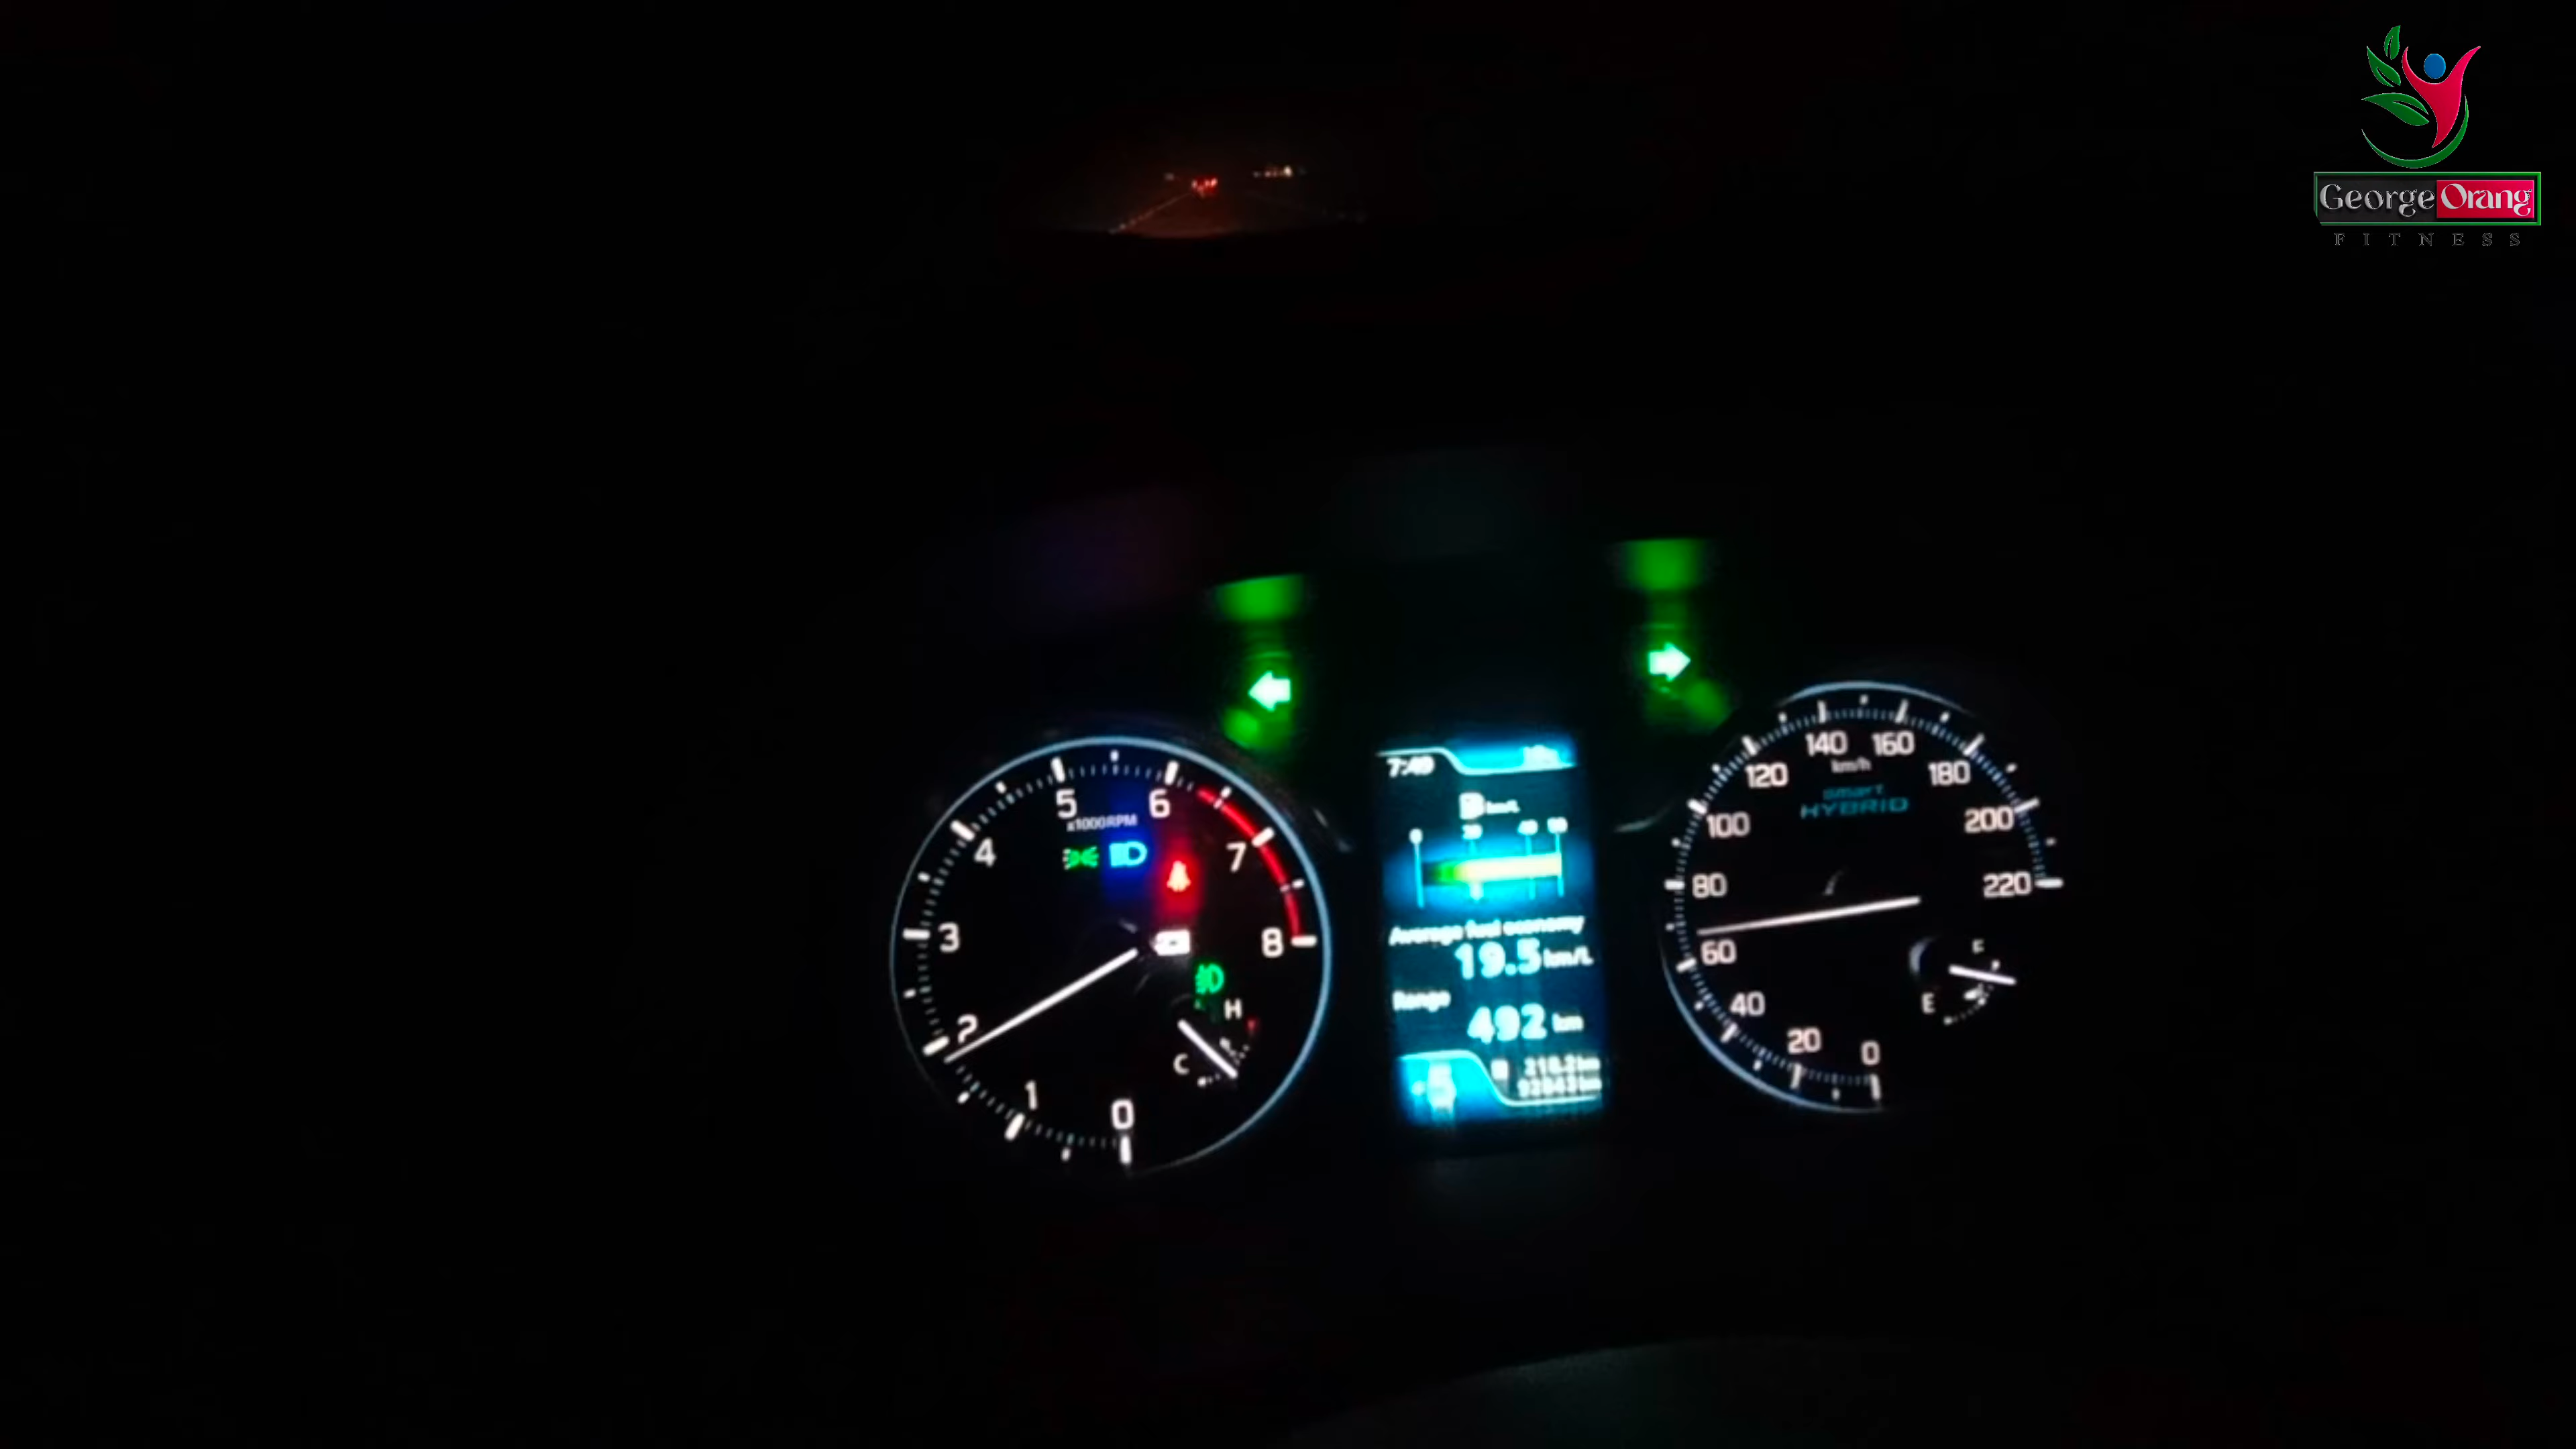 George Orang
FITNESS
5 6
x1000RPM
4
7
3
8
2
H
1
C
0
7:49
km/L
0
Average fuel economy
19.5 km/L
Range
492 km
140 160
km/h
120
180
smart
HYBRID
100
200
80
220
60
F
40
E
20
0